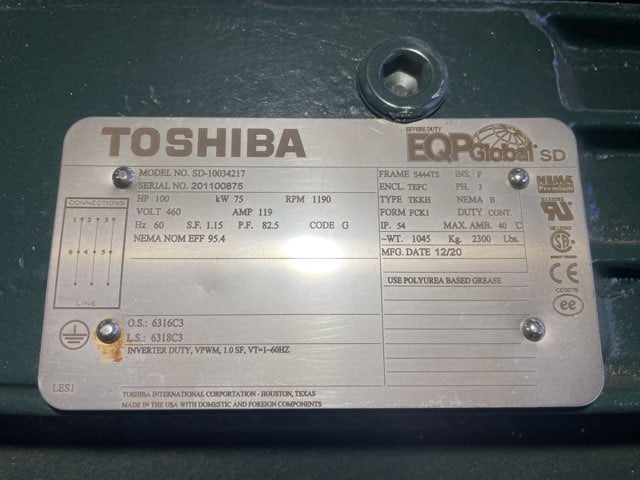 TOSHIBA
SEVERE DUTY
EQP Global SD
MODEL NO. SD-10034217
SERIAL NO. 201100875
HP 100 kW 75 RPM 1190
VOLT 460 AMP 119
Hz 60 S.F. 1.15 P.F. 82.5 CODE G
NEMA NOM EFF 95.4
FRAME S444TS INS. F
ENCL. TEFC PH. 3
TYPE TKKH NEMA B
FORM FCK1 DUTY CONT.
IP. 54 MAX. AMB. 40 °C
~WT. 1045 Kg. 2300 Lbs.
MFG. DATE 12/20
USE POLYUREA BASED GREASE
CONNECTIONS
1 2 3
6 4 5
LINE
O.S.: 6316C3
L.S.: 6318C3
INVERTER DUTY, VPWM, 1.0 SF, VT=1~60HZ
LES1
TOSHIBA INTERNATIONAL CORPORTATION - HOUSTON, TEXAS
MADE IN THE USA WITH DOMESTIC AND FOREIGN COMPONENTS
NEMA
Premium
UL
CE
ee